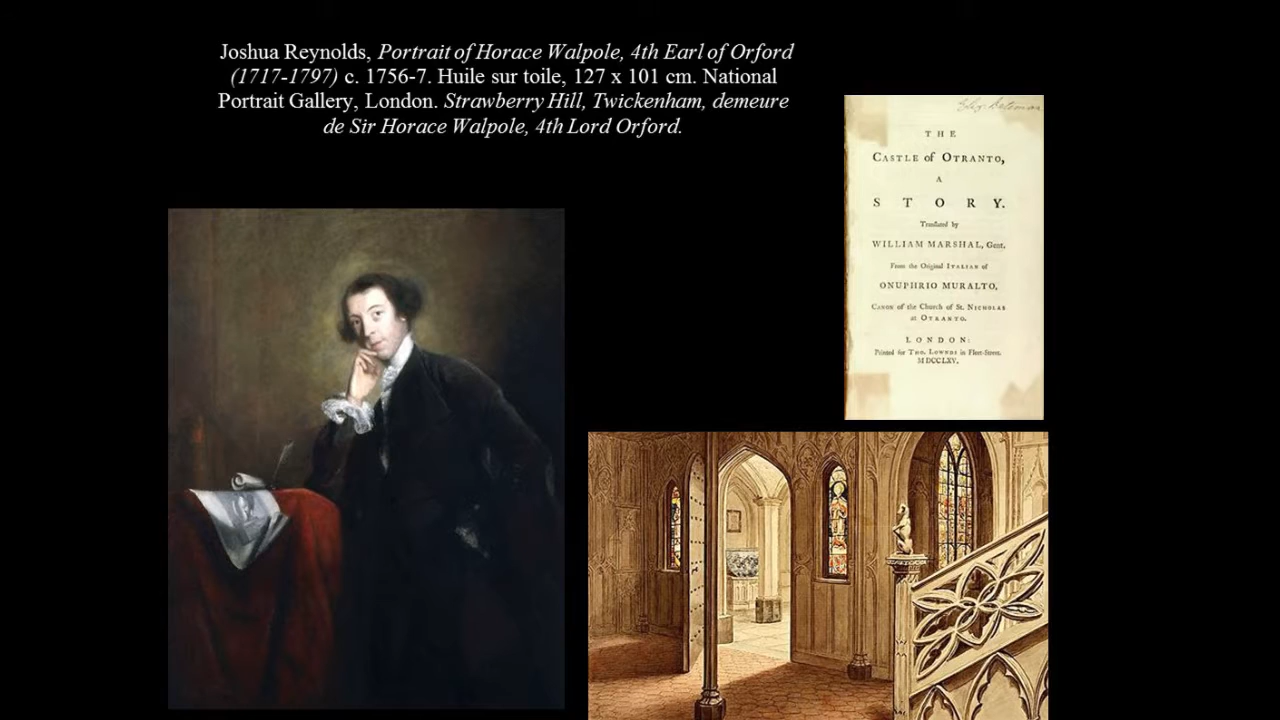 Joshua Reynolds, Portrait of Horace Walpole, 4th Earl of Orford
(1717-1797) c. 1756-7. Huile sur toile, 127 x 101 cm. National
Portrait Gallery, London. Strawberry Hill, Twickenham, demeure
de Sir Horace Walpole, 4th Lord Orford.
THE
CASTLE of OTRANTO,
A
STORY.
Translated by
WILLIAM MARSHAL, Gent.
From the Original ITALIAN of
ONUPHRIO MURALTO,
CANON of the Church of St. NICHOLAS
at OTRANTO.
LONDON:
Printed for THO. LOWNDS in Fleet-Street.
MDCCLXV.